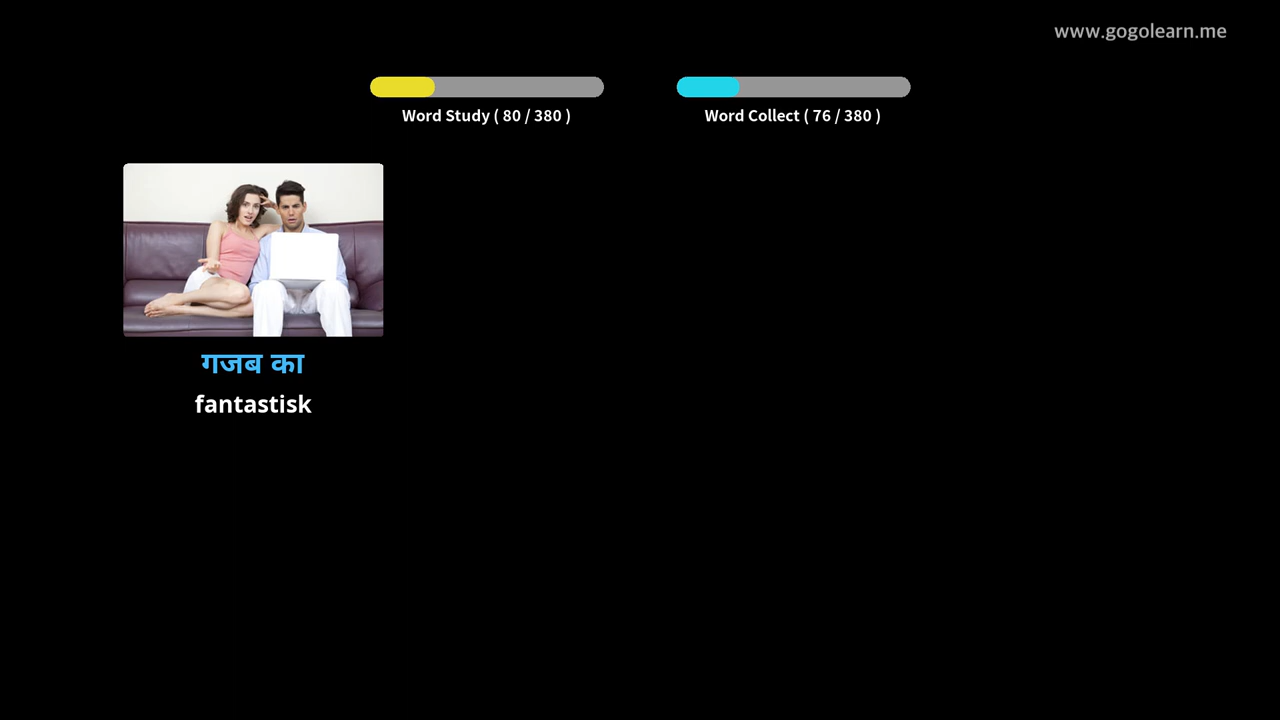 www.gogolearn.me
Word Study ( 80 / 380 )
Word Collect ( 76 / 380 )
गजब का
fantastisk